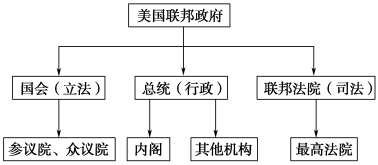 美国联邦政府
国会（立法）
总统（行政）
联邦法院（司法）
参议院、众议院
内阁
其他机构
最高法院